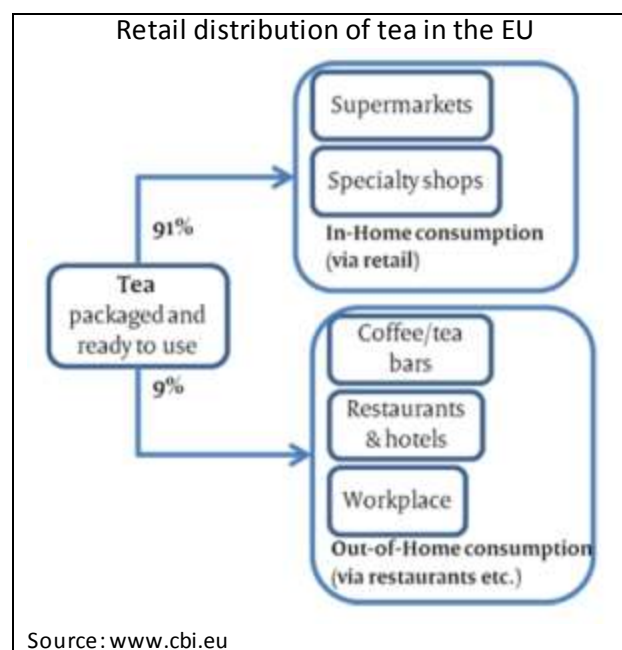 Retail distribution of tea in the EU
Supermarkets
Specialty shops
In-Home consumption
(via retail)
91%
Tea
packaged and
ready to use
9%
Coffee/tea
bars
Restaurants
& hotels
Workplace
Out-of-Home consumption
(via restaurants etc.)
Source: www.cbi.eu